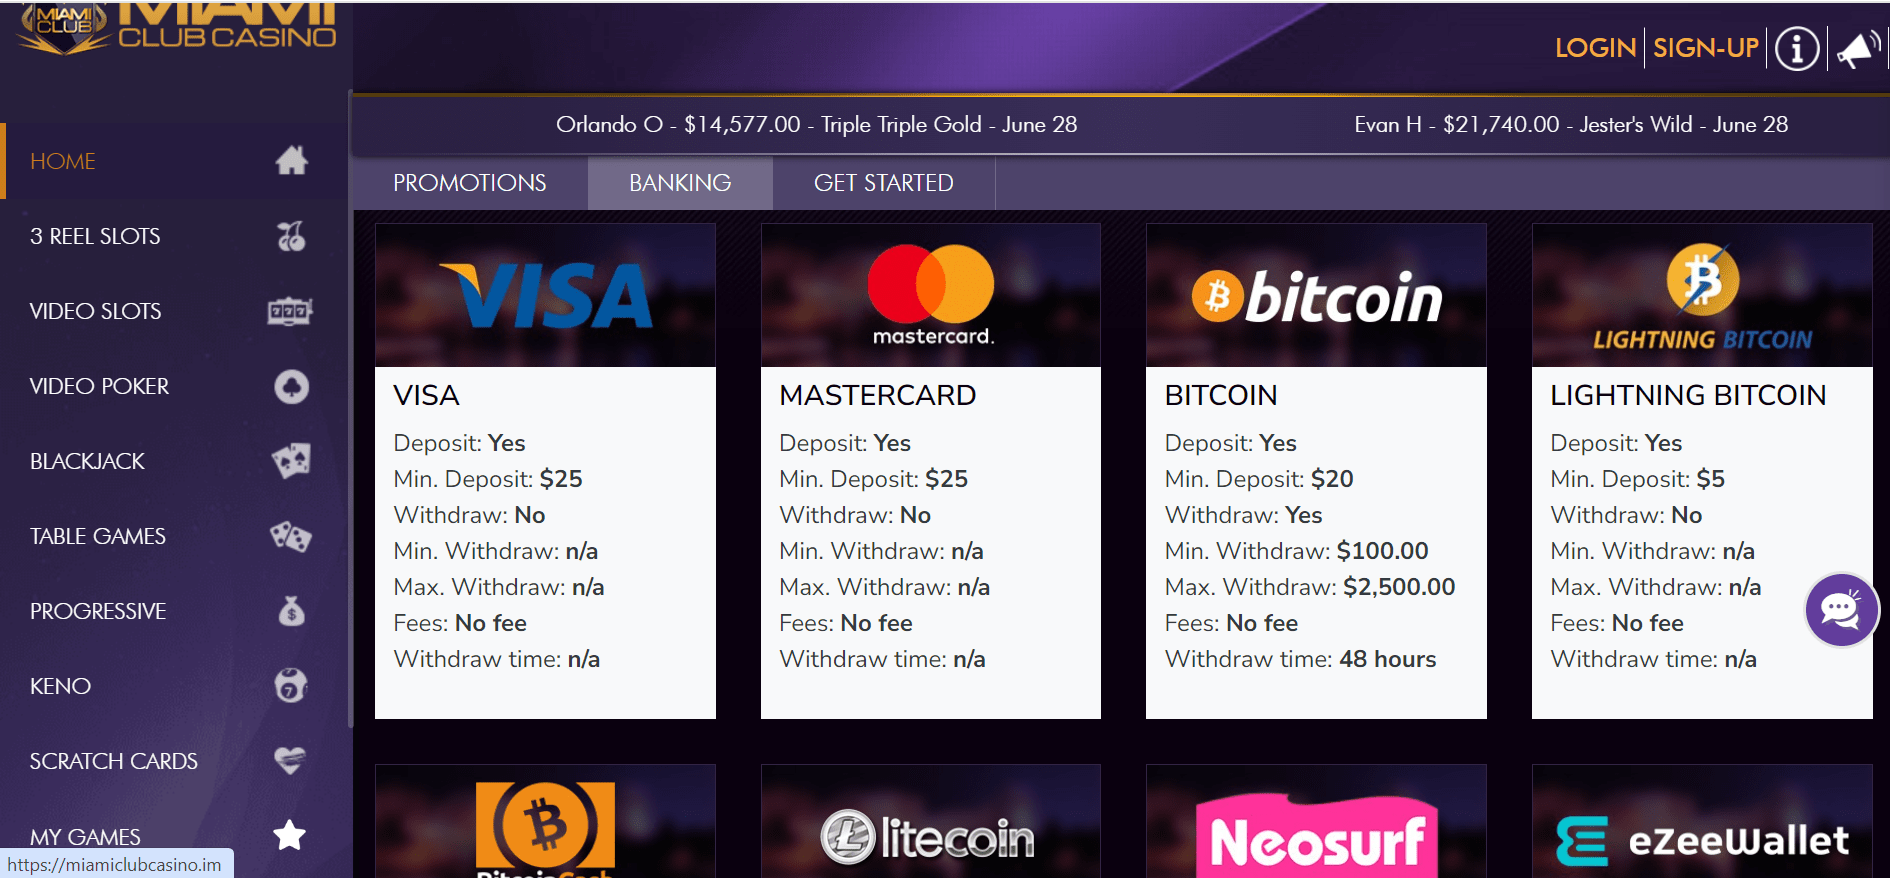 MIAMI
CLUB
MIAMI
CLUB CASINO
LOGIN
SIGN-UP
Orlando O - $14,577.00 - Triple Triple Gold - June 28
Evan H - $21,740.00 - Jester's Wild - June 28
HOME
3 REEL SLOTS
VIDEO SLOTS
777
VIDEO POKER
BLACKJACK
TABLE GAMES
PROGRESSIVE
$
KENO
7
SCRATCH CARDS
MY GAMES
https://miamiclubcasino.im
PROMOTIONS
BANKING
GET STARTED
VISA
VISA
Deposit: Yes
Min. Deposit: $25
Withdraw: No
Min. Withdraw: n/a
Max. Withdraw: n/a
Fees: No fee
Withdraw time: n/a
mastercard.
MASTERCARD
Deposit: Yes
Min. Deposit: $25
Withdraw: No
Min. Withdraw: n/a
Max. Withdraw: n/a
Fees: No fee
Withdraw time: n/a
bitcoin
BITCOIN
Deposit: Yes
Min. Deposit: $20
Withdraw: Yes
Min. Withdraw: $100.00
Max. Withdraw: $2,500.00
Fees: No fee
Withdraw time: 48 hours
LIGHTNING BITCOIN
LIGHTNING BITCOIN
Deposit: Yes
Min. Deposit: $5
Withdraw: No
Min. Withdraw: n/a
Max. Withdraw: n/a
Fees: No fee
Withdraw time: n/a
BitcoinCash
litecoin
Neosurf
eZeewallet